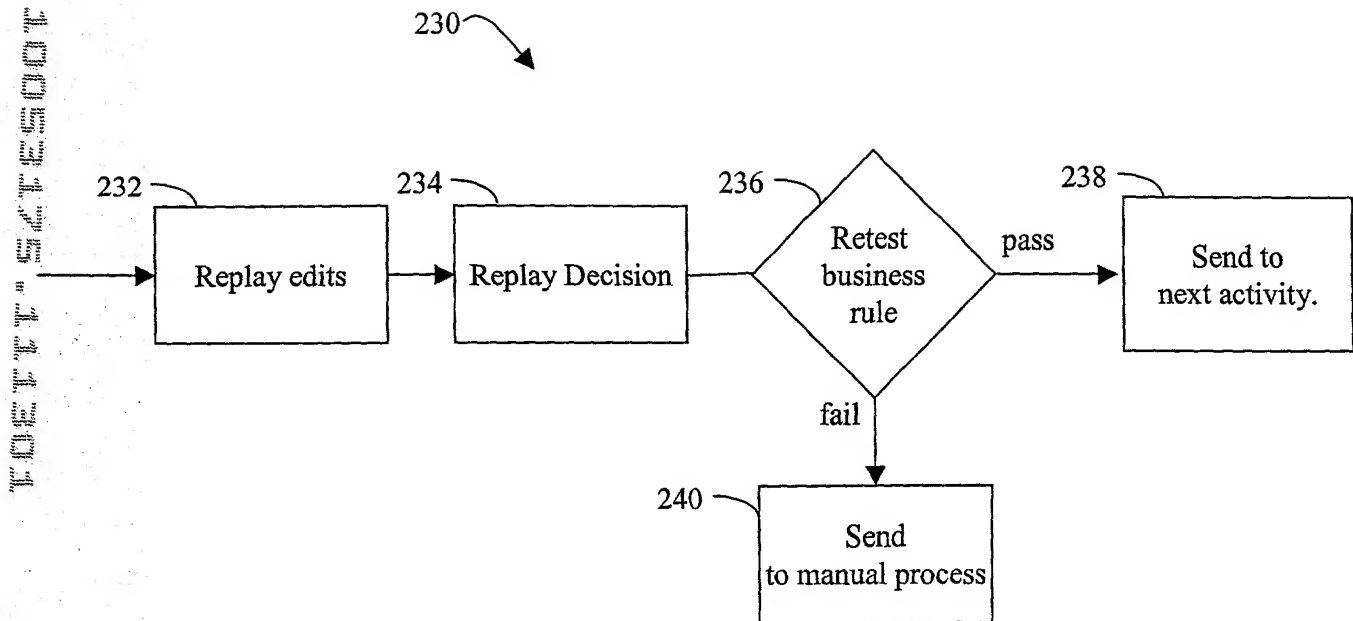 230
232
Replay edits
234
Replay Decision
236
Retest
business
rule
pass
238
Send to
next activity.
fail
240
Send
to manual process